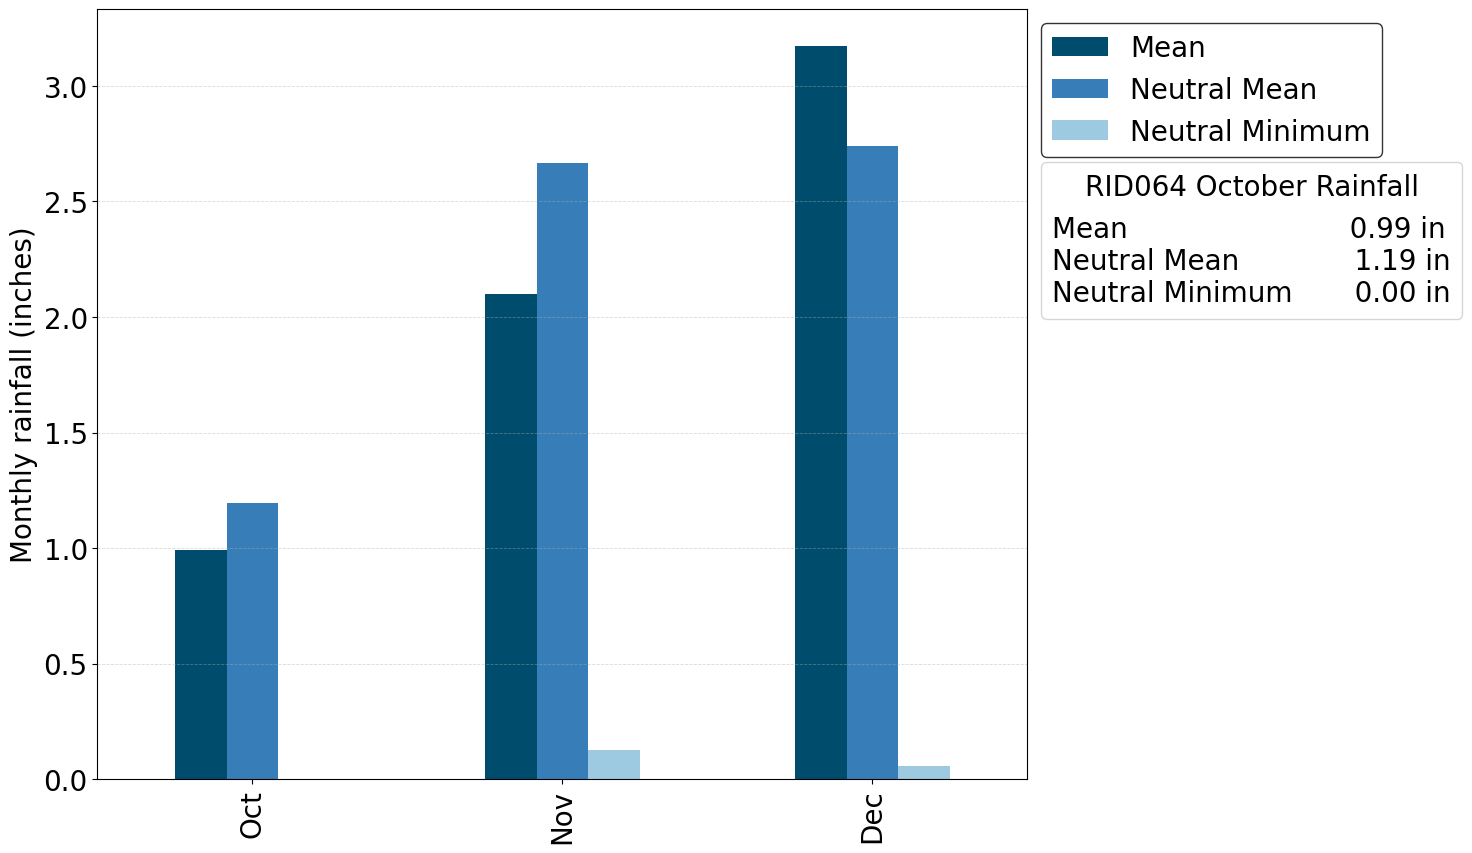 Monthly rainfall (inches)
3.0
2.5
2.0
1.5
1.0
0.5
0.0
Oct
Nov
Dec
Mean
Neutral Mean
Neutral Minimum
RID064 October Rainfall
Mean 0.99 in
Neutral Mean 1.19 in
Neutral Minimum 0.00 in